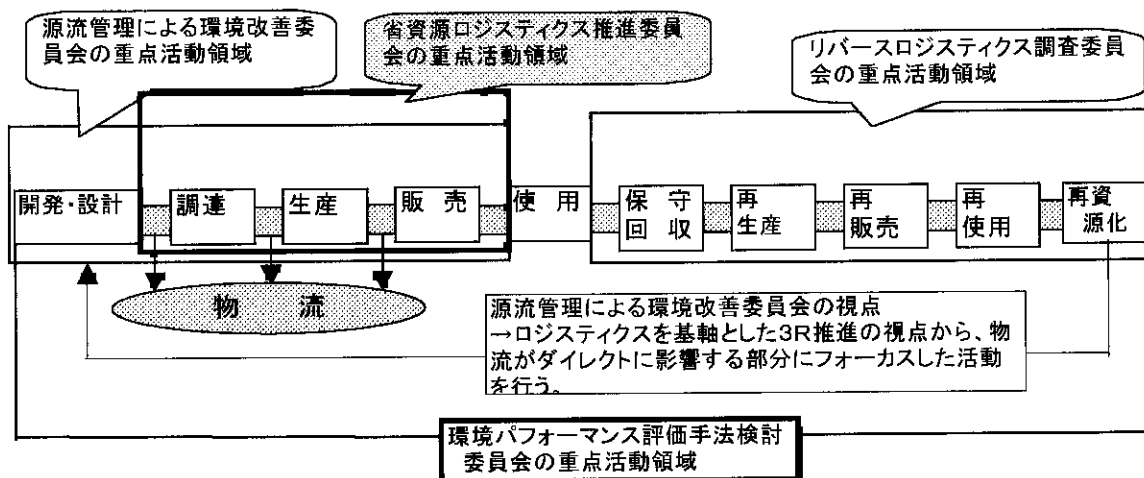 源流管理による環境改善委
員会の重点活動領域
省資源ロジスティクス推進委員
会の重点活動領域
リバースロジスティクス調査委員
会の重点活動領域
開発・設計
調達
生産
販 売
使 用
保 守
回 収
再
生産
再
販売
再
使用
再資
源化
物 流
源流管理による環境改善委員会の視点
→ロジスティクスを基軸とした3R推進の視点から、物
流がダイレクトに影響する部分にフォーカスした活動
を行う。
環境パフォーマンス評価手法検討
委員会の重点活動領域